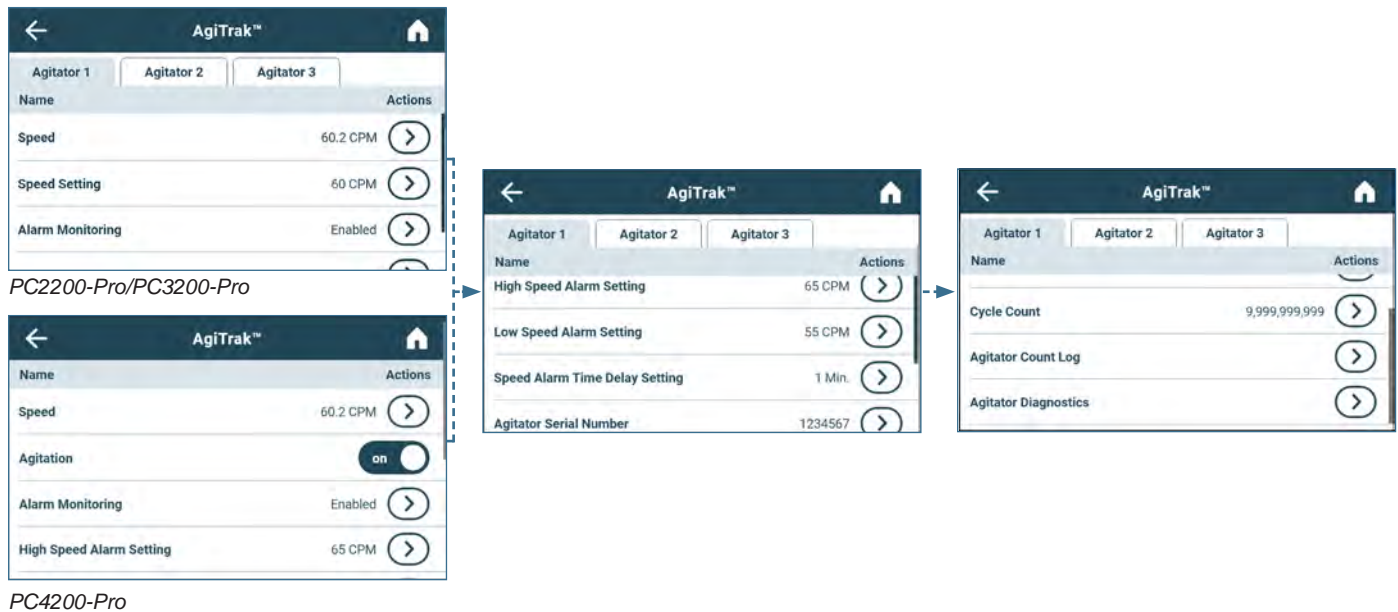 AgiTrak™
Agitator 1 Agitator 2 Agitator 3
Name Actions
Speed 60.2 CPM
Speed Setting 60 CPM
Alarm Monitoring Enabled
PC2200-Pro/PC3200-Pro
AgiTrak™
Name Actions
Speed 60.2 CPM
Agitation on
Alarm Monitoring Enabled
High Speed Alarm Setting 65 CPM
PC4200-Pro
AgiTrak™
Agitator 1 Agitator 2 Agitator 3
Name Actions
High Speed Alarm Setting 65 CPM
Low Speed Alarm Setting 55 CPM
Speed Alarm Time Delay Setting 1 Min.
Agitator Serial Number 1234567
AgiTrak™
Agitator 1 Agitator 2 Agitator 3
Name Actions
Cycle Count 9,999,999,999
Agitator Count Log
Agitator Diagnostics